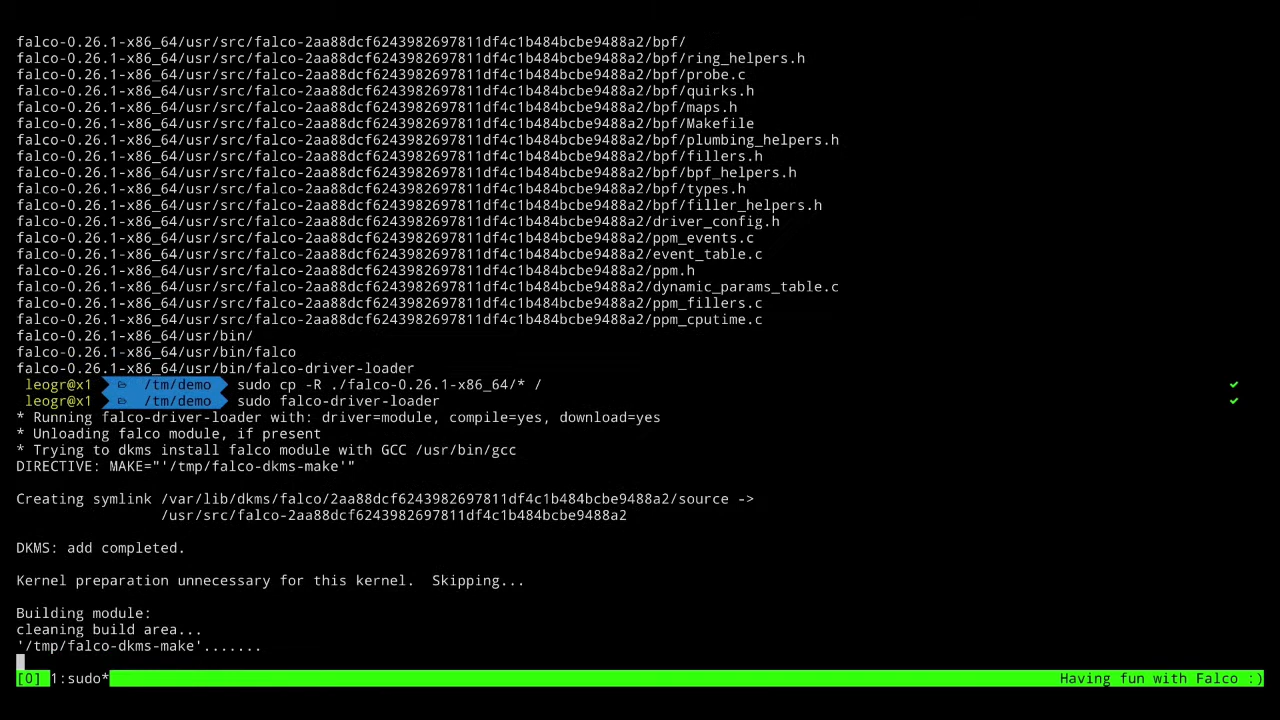 falco-0.26.1-x86_64/usr/src/falco-2aa88dcf6243982697811df4c1b484bcbe9488a2/bpf/
falco-0.26.1-x86_64/usr/src/falco-2aa88dcf6243982697811df4c1b484bcbe9488a2/bpf/ring_helpers.h
falco-0.26.1-x86_64/usr/src/falco-2aa88dcf6243982697811df4c1b484bcbe9488a2/bpf/probe.c
falco-0.26.1-x86_64/usr/src/falco-2aa88dcf6243982697811df4c1b484bcbe9488a2/bpf/quirks.h
falco-0.26.1-x86_64/usr/src/falco-2aa88dcf6243982697811df4c1b484bcbe9488a2/bpf/maps.h
falco-0.26.1-x86_64/usr/src/falco-2aa88dcf6243982697811df4c1b484bcbe9488a2/bpf/Makefile
falco-0.26.1-x86_64/usr/src/falco-2aa88dcf6243982697811df4c1b484bcbe9488a2/bpf/plumbing_helpers.h
falco-0.26.1-x86_64/usr/src/falco-2aa88dcf6243982697811df4c1b484bcbe9488a2/bpf/fillers.h
falco-0.26.1-x86_64/usr/src/falco-2aa88dcf6243982697811df4c1b484bcbe9488a2/bpf/bpf_helpers.h
falco-0.26.1-x86_64/usr/src/falco-2aa88dcf6243982697811df4c1b484bcbe9488a2/bpf/types.h
falco-0.26.1-x86_64/usr/src/falco-2aa88dcf6243982697811df4c1b484bcbe9488a2/bpf/filler_helpers.h
falco-0.26.1-x86_64/usr/src/falco-2aa88dcf6243982697811df4c1b484bcbe9488a2/driver_config.h
falco-0.26.1-x86_64/usr/src/falco-2aa88dcf6243982697811df4c1b484bcbe9488a2/ppm_events.c
falco-0.26.1-x86_64/usr/src/falco-2aa88dcf6243982697811df4c1b484bcbe9488a2/event_table.c
falco-0.26.1-x86_64/usr/src/falco-2aa88dcf6243982697811df4c1b484bcbe9488a2/ppm.h
falco-0.26.1-x86_64/usr/src/falco-2aa88dcf6243982697811df4c1b484bcbe9488a2/dynamic_params_table.c
falco-0.26.1-x86_64/usr/src/falco-2aa88dcf6243982697811df4c1b484bcbe9488a2/ppm_fillers.c
falco-0.26.1-x86_64/usr/src/falco-2aa88dcf6243982697811df4c1b484bcbe9488a2/ppm_cputime.c
falco-0.26.1-x86_64/usr/bin/
falco-0.26.1-x86_64/usr/bin/falco
falco-0.26.1-x86_64/usr/bin/falco-driver-loader
leogr@x1 /tm/demo sudo cp -R ./falco-0.26.1-x86_64/* / ✔
leogr@x1 /tm/demo sudo falco-driver-loader ✔
* Running falco-driver-loader with: driver=module, compile=yes, download=yes
* Unloading falco module, if present
* Trying to dkms install falco module with GCC /usr/bin/gcc
DIRECTIVE: MAKE="'/tmp/falco-dkms-make'"
Creating symlink /var/lib/dkms/falco/2aa88dcf6243982697811df4c1b484bcbe9488a2/source ->
/usr/src/falco-2aa88dcf6243982697811df4c1b484bcbe9488a2
DKMS: add completed.
Kernel preparation unnecessary for this kernel.  Skipping...
Building module:
cleaning build area...
'/tmp/falco-dkms-make'.......
[0] 1:sudo* Having fun with Falco :)